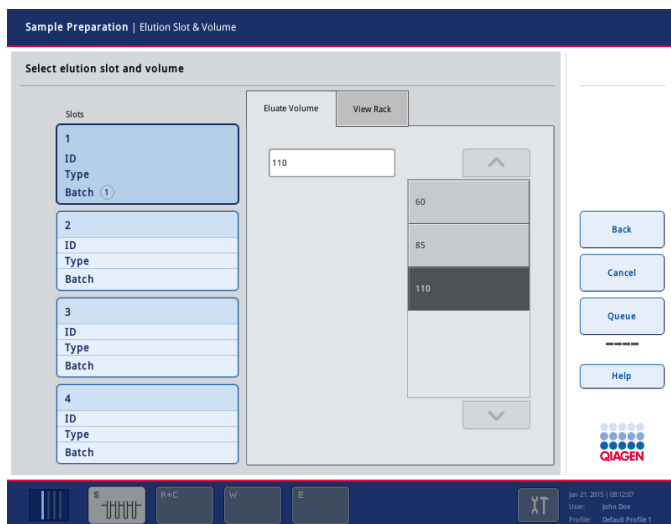 Sample Preparation | Elution Slot & Volume
Select elution slot and volume
Slots
1
ID
Type
Batch 1
2
ID
Type
Batch
3
ID
Type
Batch
4
ID
Type
Batch
Eluate Volume
View Rack
110
60
85
110
Back
Cancel
Queue
Help
QIAGEN
S
R+C
W
E
Jan 21, 2015 | 08:12:07
User: John Doe
Profile: Default Profile 1